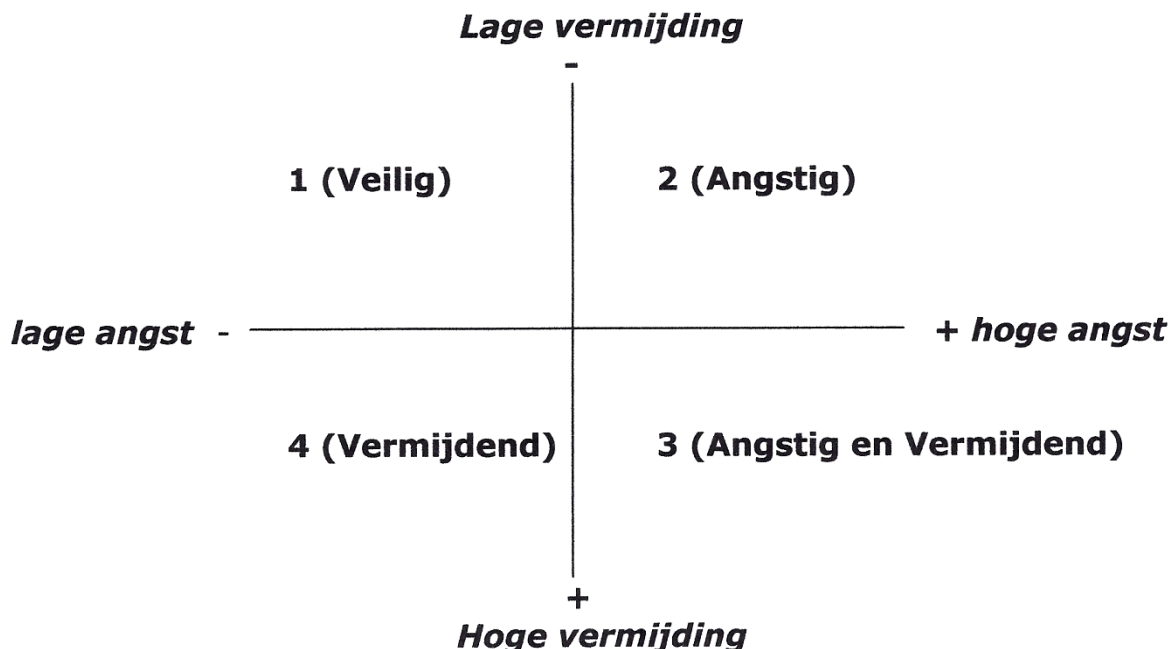 Lage vermijding
-
1 (Veilig) 2 (Angstig)
lage angst - + hoge angst
4 (Vermijdend) 3 (Angstig en Vermijdend)
+
Hoge vermijding